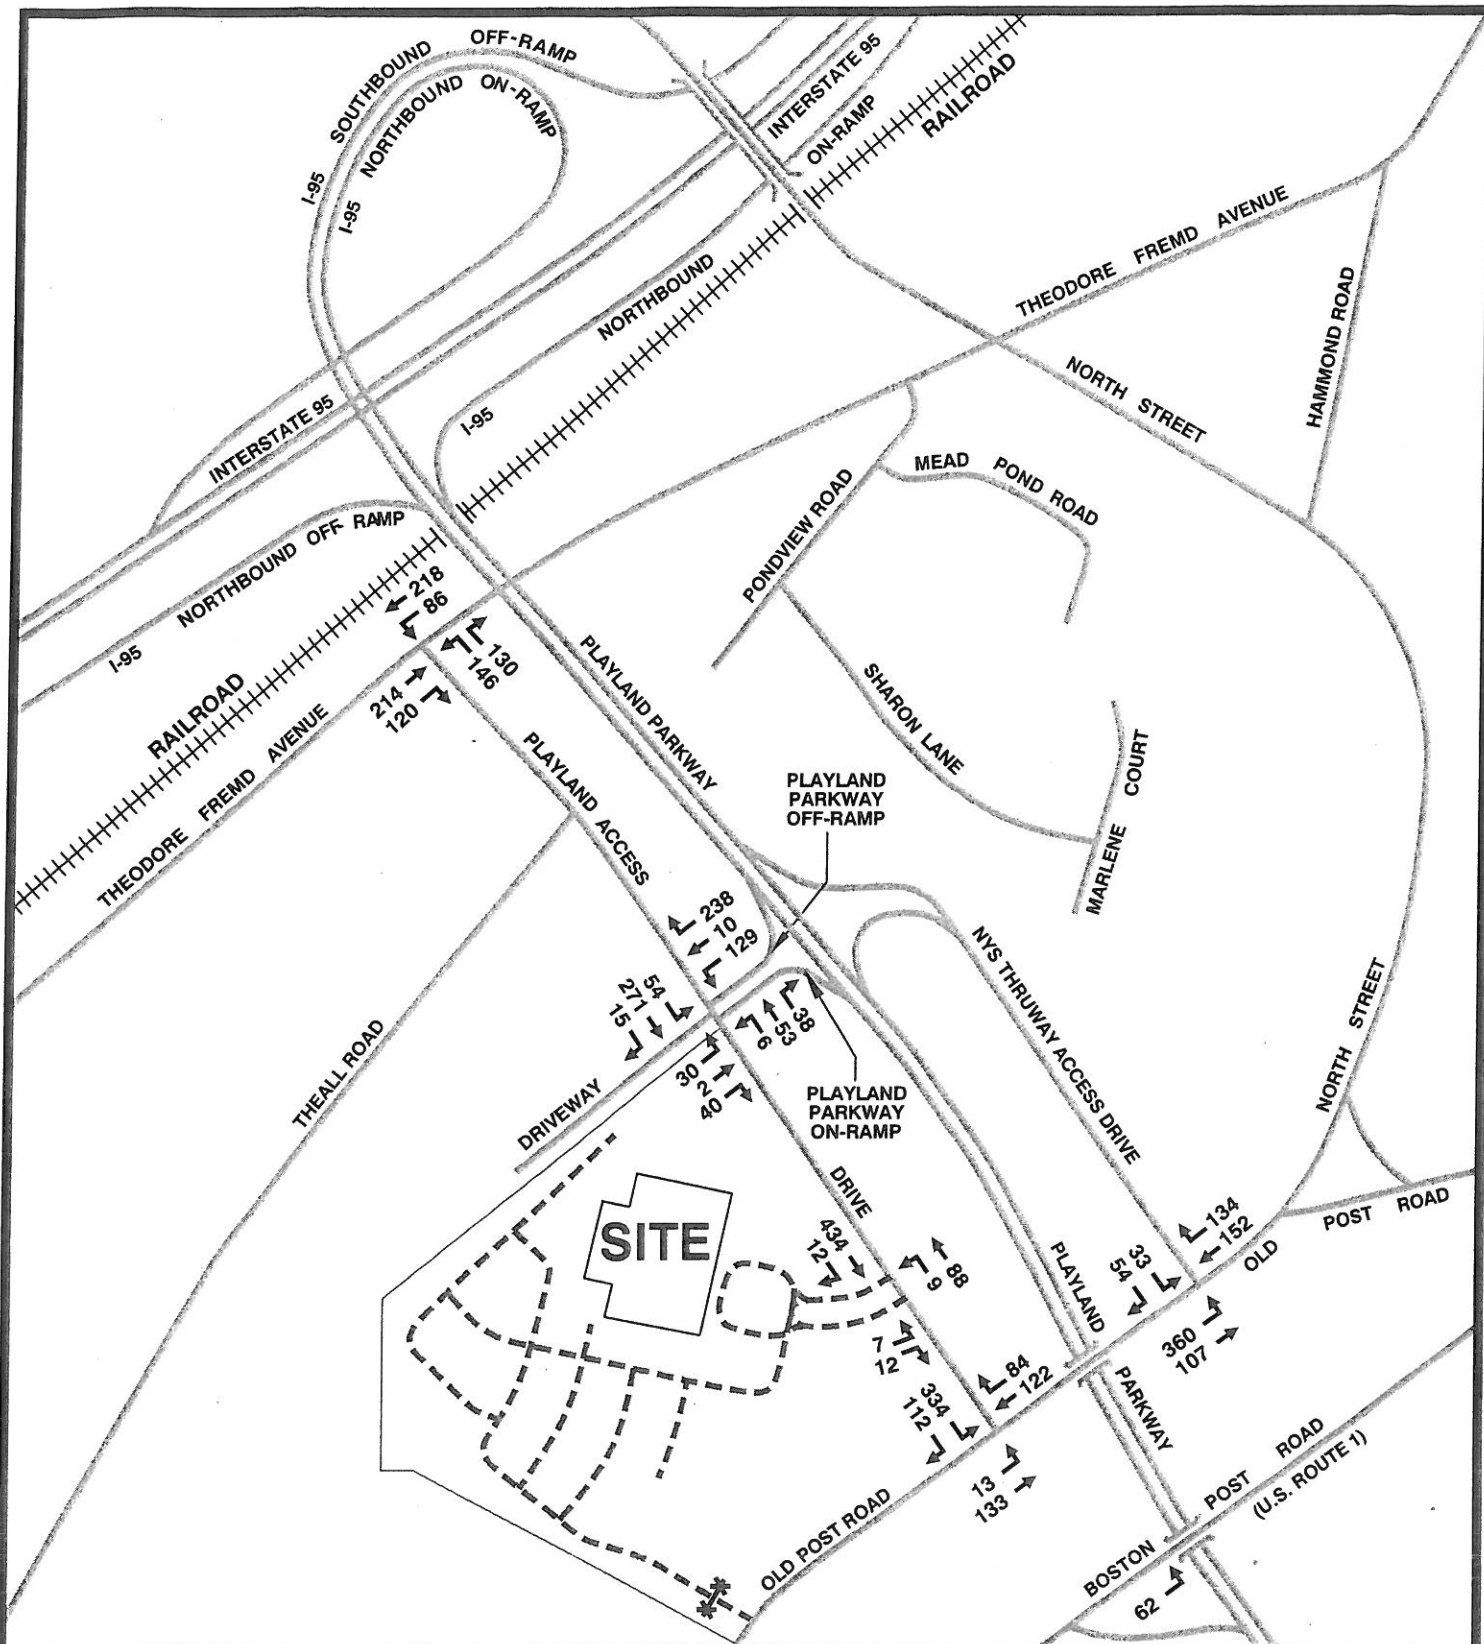 SOUTHBOUND OFF-RAMP
I-95
NORTHBOUND ON-RAMP
I-95
INTERSTATE 95
ON-RAMP
RAILROAD
THEODORE FREMD AVENUE
HAMMOND ROAD
NORTHBOUND
I-95
NORTH STREET
INTERSTATE 95
MEAD POND ROAD
PONDVIEW ROAD
I-95 NORTHBOUND OFF-RAMP
218
86
130
146
214
120
RAILROAD
THEODORE FREMD AVENUE
PLAYLAND PARKWAY
SHARON LANE
MARLENE COURT
PLAYLAND ACCESS
PLAYLAND
PARKWAY
OFF-RAMP
238
10
129
54
271
15
38
53
6
30
2
40
NYS THRUWAY ACCESS DRIVE
NORTH STREET
THEALL ROAD
DRIVEWAY
PLAYLAND
PARKWAY
ON-RAMP
DRIVE
SITE
434
12
88
9
7
12
134
152
33
54
360
107
OLD POST ROAD
PLAYLAND PARKWAY
84
122
334
112
13
133
OLD POST ROAD
BOSTON POST ROAD
(U.S. ROUTE 1)
62